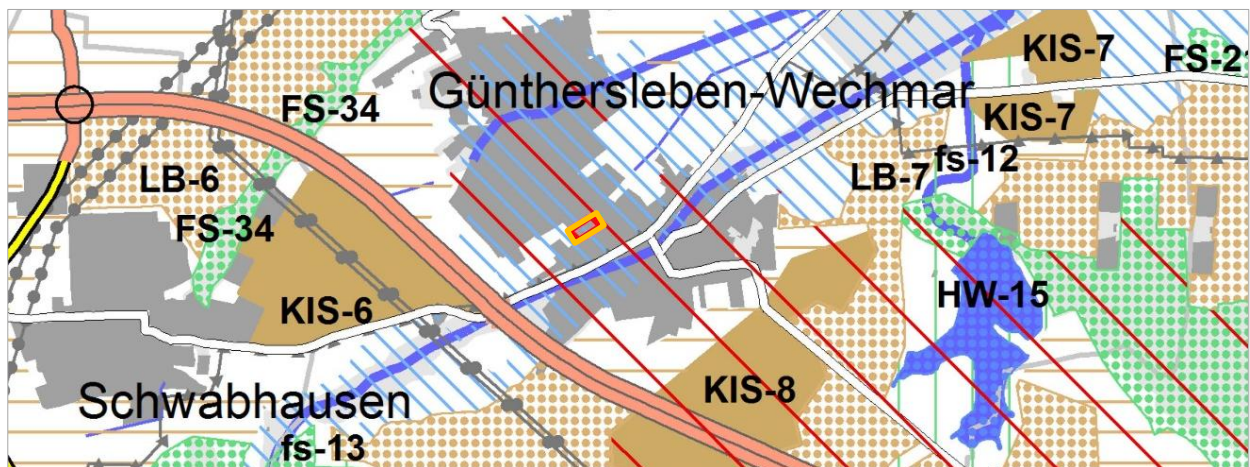 KIS-7
FS-2
Günthersleben-Wechmar
FS-34
KIS-7
fs-12
LB-6
LB-7
FS-34
HW-15
KIS-6
KIS-8
Schwabhausen
fs-13